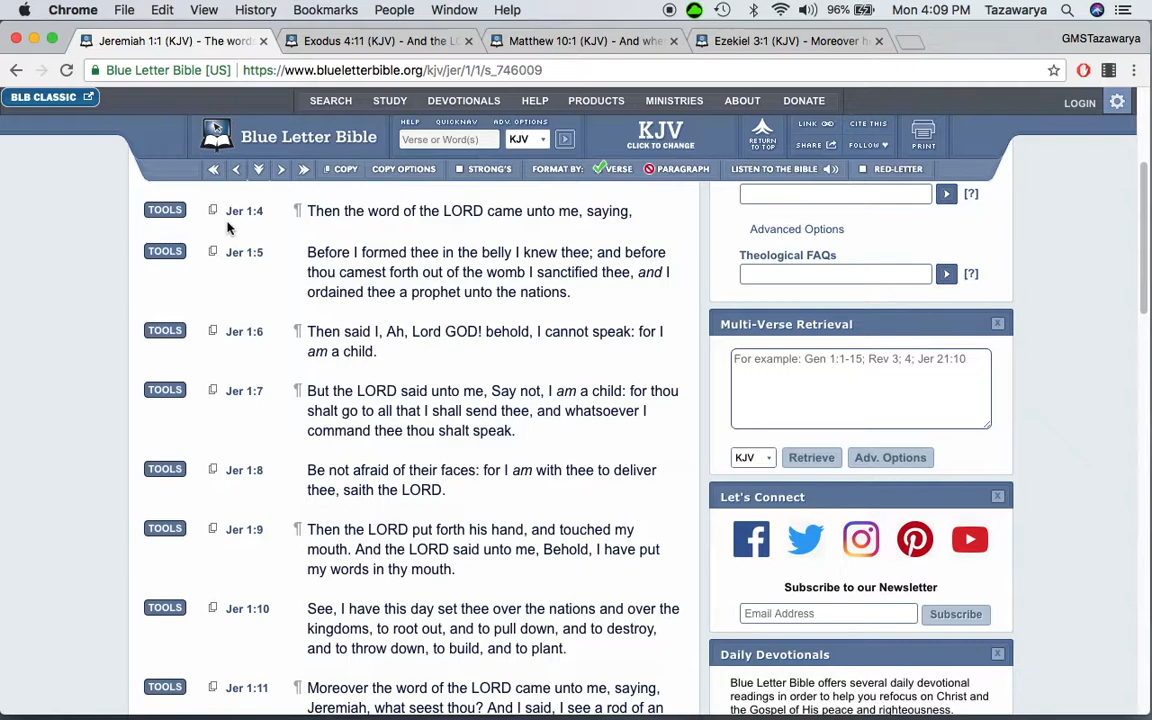 Chrome File Edit View History Bookmarks People Window Help 96% Mon 4:09 PM Tazawarya
Jeremiah 1:1 (KJV) - The words Exodus 4:11 (KJV) - And the LO Matthew 10:1 (KJV) - And whe Ezekiel 3:1 (KJV) - Moreover he GMSTazawarya
Blue Letter Bible [US] https://www.blueletterbible.org/kjv/jer/1/1/s_746009
BLB CLASSIC SEARCH STUDY DEVOTIONALS HELP PRODUCTS MINISTRIES ABOUT DONATE LOGIN
HELP QUICKNAV ADV. OPTIONS
Blue Letter Bible Verse or Word(s) KJV
KJV
CLICK TO CHANGE
RETURN
TO TOP
LINK CITE THIS
SHARE FOLLOW
PRINT
COPY COPY OPTIONS STRONG'S FORMAT BY: VERSE PARAGRAPH LISTEN TO THE BIBLE RED-LETTER
TOOLS Jer 1:4 ¶ Then the word of the LORD came unto me, saying,
TOOLS Jer 1:5 Before I formed thee in the belly I knew thee; and before
thou camest forth out of the womb I sanctified thee, and I
ordained thee a prophet unto the nations.
TOOLS Jer 1:6 ¶ Then said I, Ah, Lord GOD! behold, I cannot speak: for I
am a child.
TOOLS Jer 1:7 ¶ But the LORD said unto me, Say not, I am a child: for thou
shalt go to all that I shall send thee, and whatsoever I
command thee thou shalt speak.
TOOLS Jer 1:8 Be not afraid of their faces: for I am with thee to deliver
thee, saith the LORD.
TOOLS Jer 1:9 ¶ Then the LORD put forth his hand, and touched my
mouth. And the LORD said unto me, Behold, I have put
my words in thy mouth.
TOOLS Jer 1:10 See, I have this day set thee over the nations and over the
kingdoms, to root out, and to pull down, and to destroy,
and to throw down, to build, and to plant.
TOOLS Jer 1:11 ¶ Moreover the word of the LORD came unto me, saying,
Jeremiah, what seest thou? And I said, I see a rod of an
[?]
Advanced Options
Theological FAQs
[?]
Multi-Verse Retrieval x
For example: Gen 1:1-15; Rev 3; 4; Jer 21:10
KJV Retrieve Adv. Options
Let's Connect x
Subscribe to our Newsletter
Email Address Subscribe
Daily Devotionals x
Blue Letter Bible offers several daily devotional
readings in order to help you refocus on Christ and
the Gospel of His peace and righteousness.